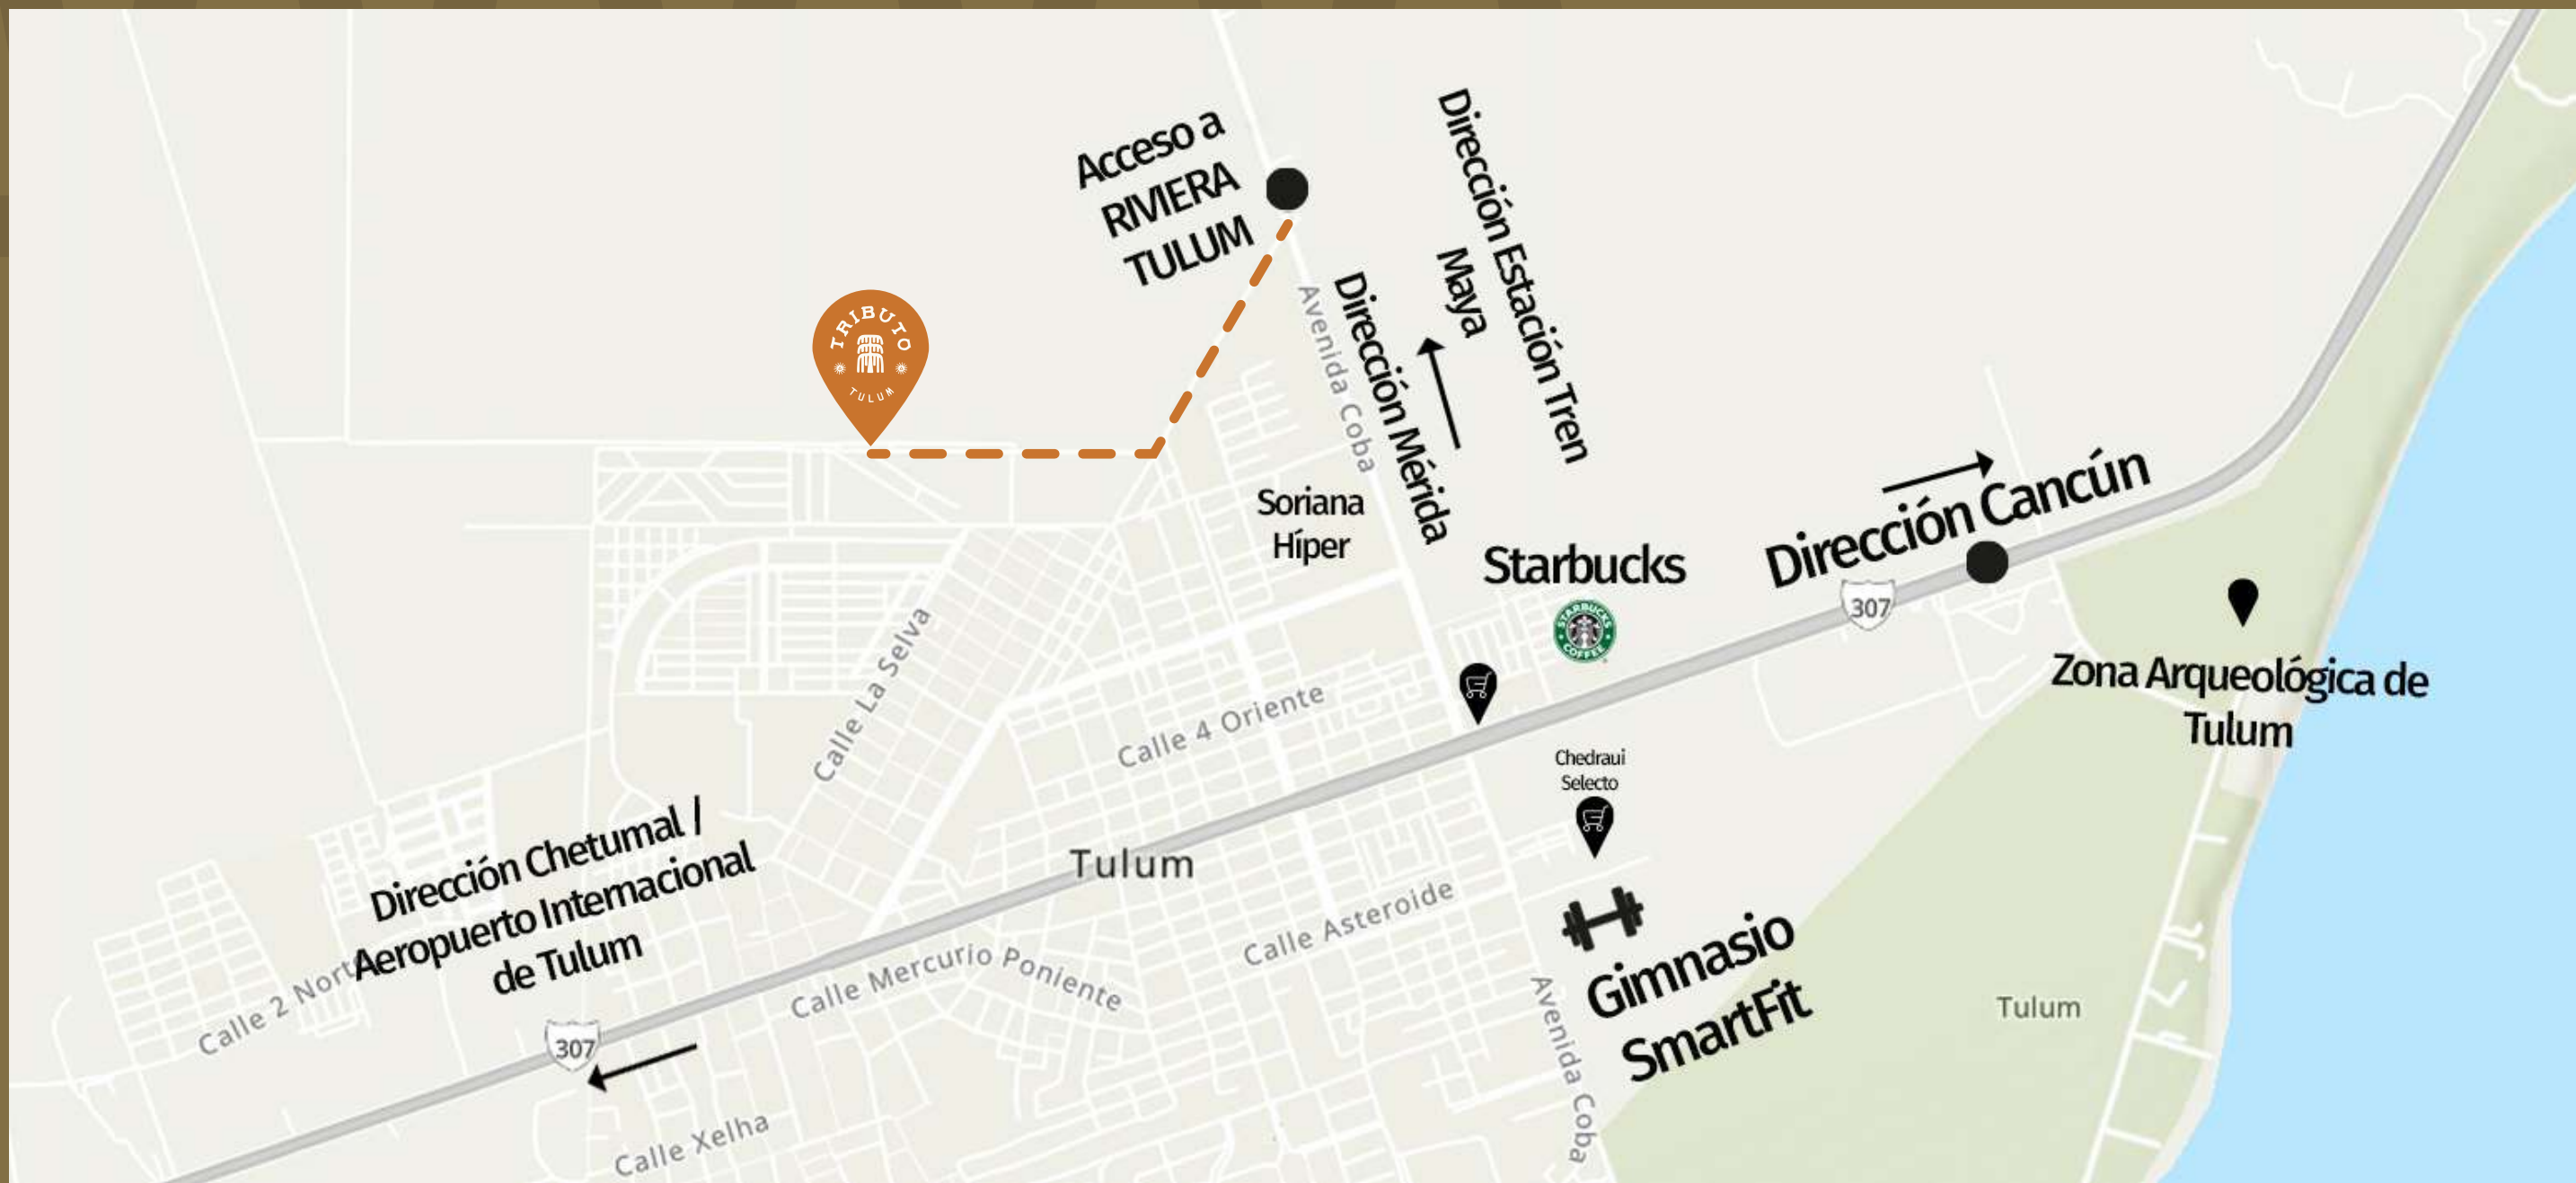 Acceso a
RIVIERA
TULUM
Dirección Estación Tren
Maya
Dirección Mérida
Avenida Coba
TRIBUTO
TULUM
Soriana
Híper
Starbucks
STARBUCKS
COFFEE
Dirección Cancún
307
Zona Arqueológica de
Tulum
Calle La Selva
Calle 4 Oriente
Chedraui
Selecto
Dirección Chetumal /
Aeropuerto Internacional
de Tulum
Tulum
Calle 2 Nort
Calle Mercurio Poniente
Calle Asteroide
Gimnasio
SmartFit
Avenida Coba
Tulum
307
Calle Xelha